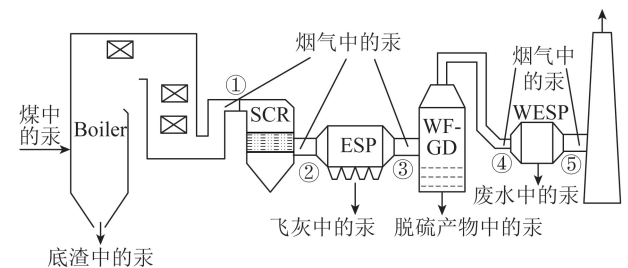 烟气中的汞
烟气中
的汞
①
SCR
WESP
煤中
的汞
Boiler
ESP
WF-
GD
②
③
④
⑤
废水中的汞
飞灰中的汞
脱硫产物中的汞
底渣中的汞